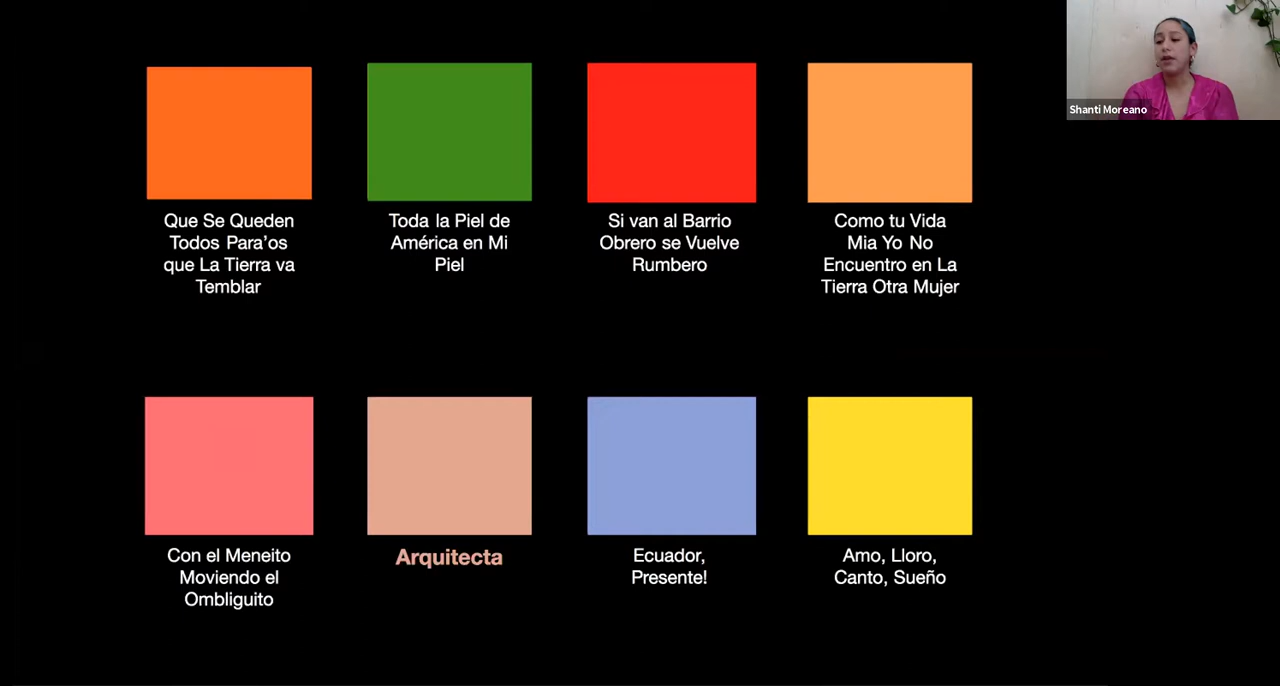 Shanti Moreano
Que Se Queden
Todos Para'os
que La Tierra va
Temblar
Toda la Piel de
América en Mi
Piel
Si van al Barrio
Obrero se Vuelve
Rumbero
Como tu Vida
Mia Yo No
Encuentro en La
Tierra Otra Mujer
Con el Meneito
Moviendo el
Ombliguito
Arquitecta
Ecuador,
Presente!
Amo, Lloro,
Canto, Sueño